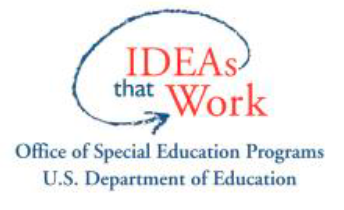 IDEAs
that
Work
Office of Special Education Programs
U.S. Department of Education